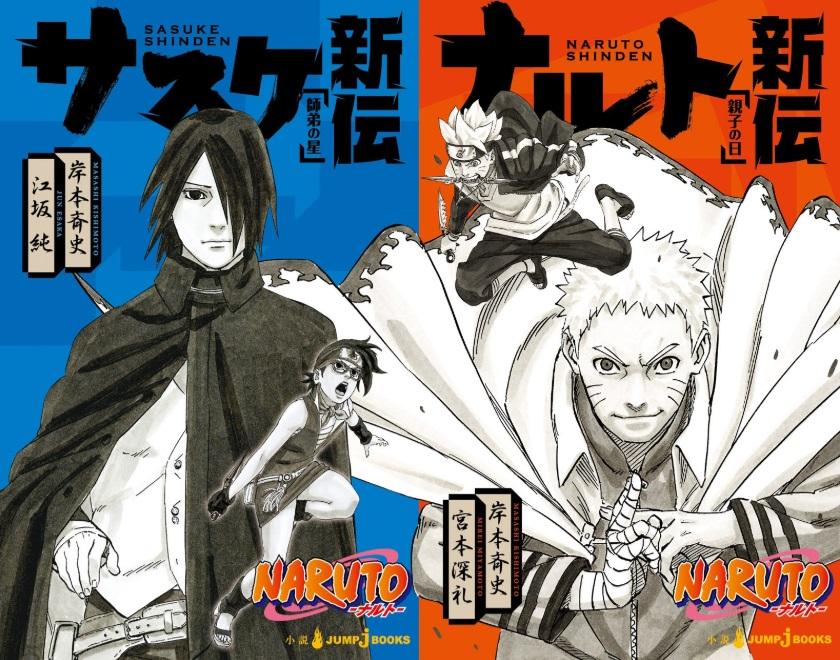 サスケ
SASUKE
SHINDEN
新伝
「師弟の星」
岸本斉史
MASASHI KISHIMOTO
江坂 純
JUN ESAKA
NARUTO
-ナルト-
小説 JUMP j BOOKS
ナルト
NARUTO
SHINDEN
新伝
「親子の日」
岸本斉史
MASASHI KISHIMOTO
宮本深礼
MIREI MIYAMOTO
NARUTO
-ナルト-
小説 JUMP j BOOKS